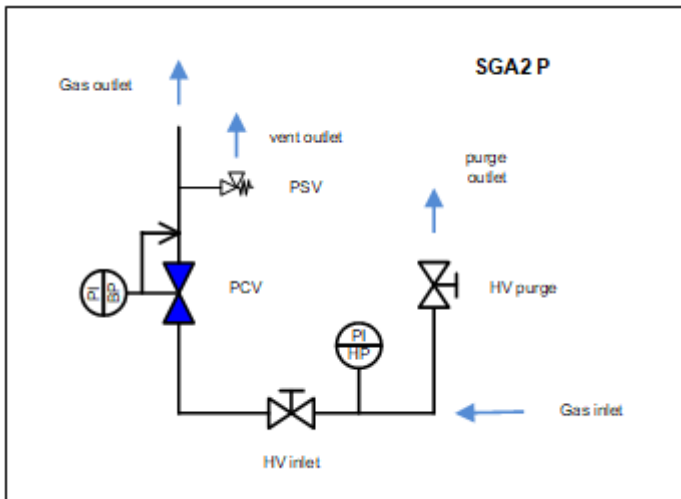 SGA2 P
Gas outlet
vent outlet
purge
outlet
PSV
PI
BP
PCV
HV purge
PI
HP
Gas inlet
HV inlet